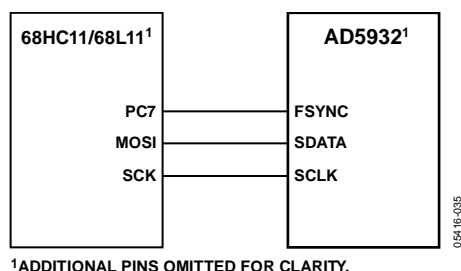 68HC11/68L11¹
AD5932¹
PC7
FSYNC
MOSI
SDATA
SCK
SCLK
05416-035
¹ADDITIONAL PINS OMITTED FOR CLARITY.